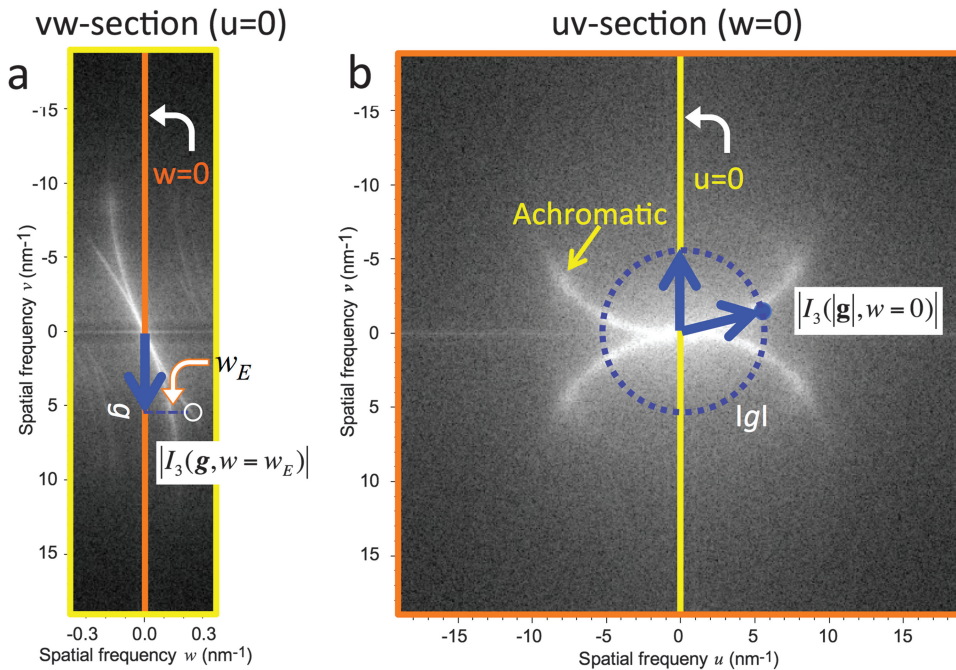 vw-section (u=0)
uv-section (w=0)
a
-15
-10
-5
0
5
10
15
Spatial frequency v (nm-1)
w=0
w_E
g
|I₃(g, w = w_E)|
-0.3 0.0 0.3
Spatial frequency w (nm-1)
b
-15
-10
-5
0
5
10
15
Spatial frequency v (nm-1)
u=0
Achromatic
|I₃(|g|, w = 0)|
|g|
-15 -10 -5 0 5 10 15
Spatial frequeny u (nm-1)